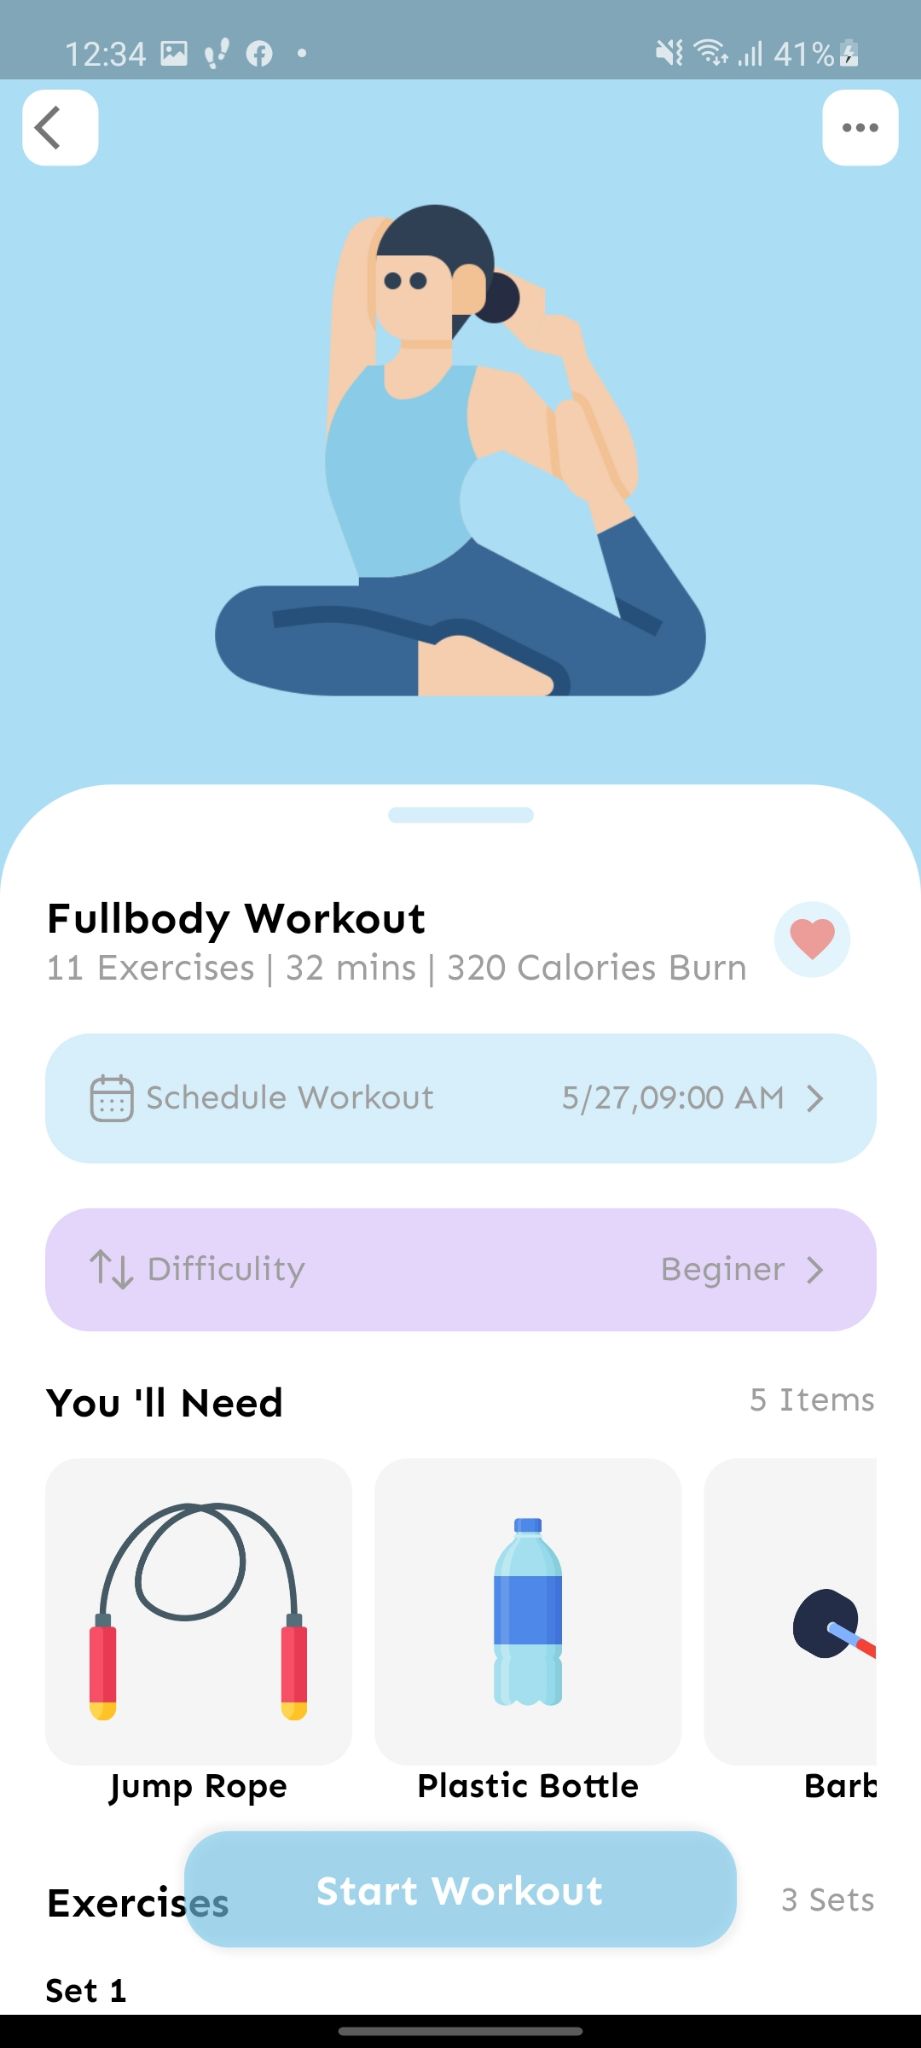 12:34
41%
Fullbody Workout
11 Exercises | 32 mins | 320 Calories Burn
Schedule Workout 5/27,09:00 AM
Difficulity Beginer
You 'll Need 5 Items
Jump Rope Plastic Bottle Barb
Start Workout
Exercises 3 Sets
Set 1